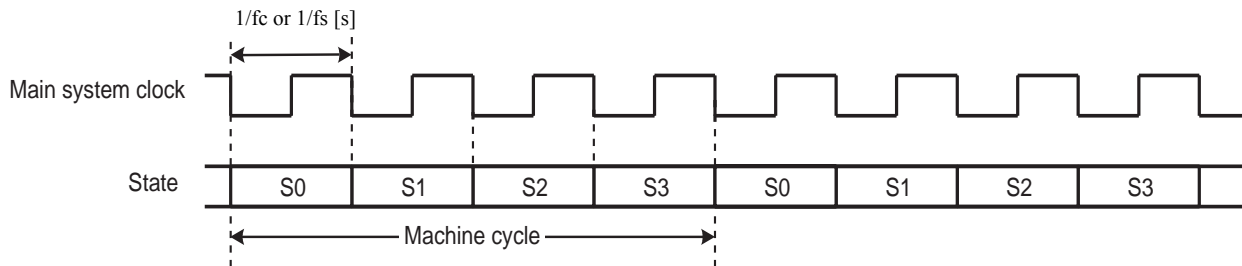 1/fc or 1/fs [s]
Main system clock
State S0 S1 S2 S3 S0 S1 S2 S3
Machine cycle